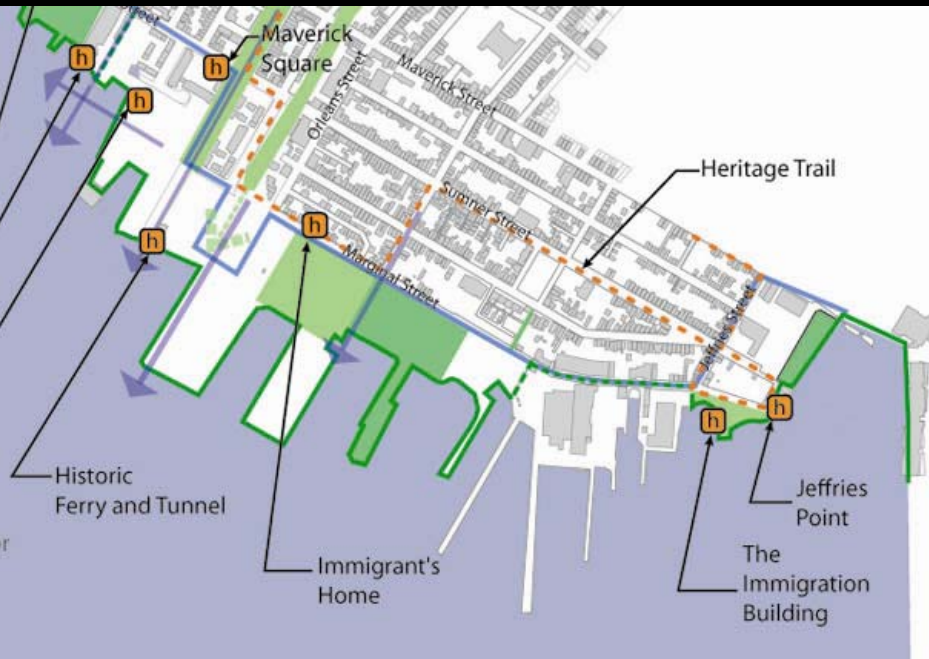 Street
h
Maverick
Square
h
h
Orleans Street
Maverick Street
Heritage Trail
Sumner Street
h
h
Marginal Street
Jeffries Street
h
h
Historic
Ferry and Tunnel
Jeffries
Point
Immigrant's
Home
The
Immigration
Building